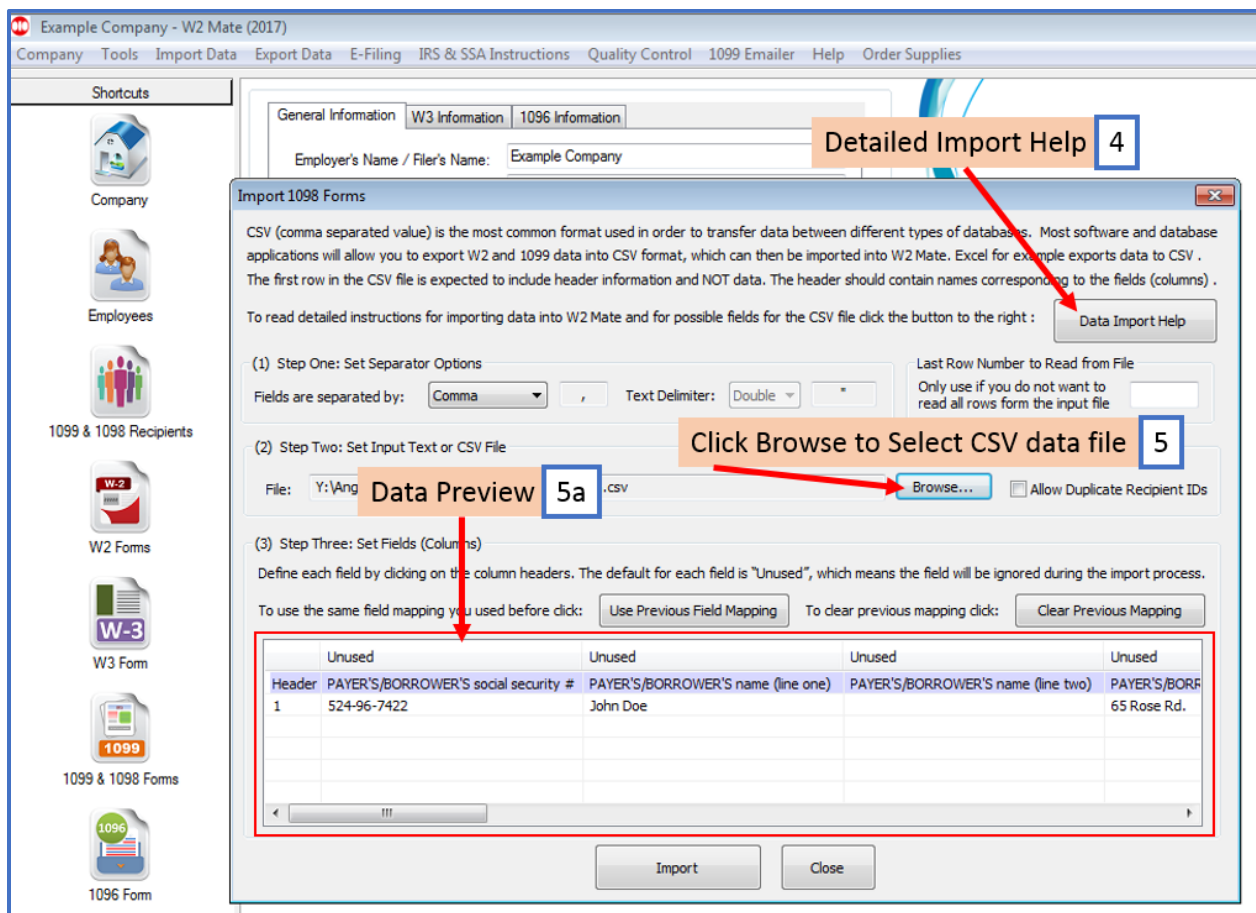 Example Company - W2 Mate (2017)
Company Tools Import Data Export Data E-Filing IRS & SSA Instructions Quality Control 1099 Emailer Help Order Supplies
Shortcuts
Company
Employees
1099 & 1098 Recipients
W-2
W2 Forms
W-3
W3 Form
1099
1099 & 1098 Forms
1096
1096 Form
General Information W3 Information 1096 Information
Employer's Name / Filer's Name: Example Company
Detailed Import Help 4
Import 1098 Forms
CSV (comma separated value) is the most common format used in order to transfer data between different types of databases. Most software and database
applications will allow you to export W2 and 1099 data into CSV format, which can then be imported into W2 Mate. Excel for example exports data to CSV .
The first row in the CSV file is expected to include header information and NOT data. The header should contain names corresponding to the fields (columns) .
To read detailed instructions for importing data into W2 Mate and for possible fields for the CSV file click the button to the right : Data Import Help
(1) Step One: Set Separator Options
Fields are separated by: Comma , Text Delimiter: Double "
Last Row Number to Read from File
Only use if you do not want to
read all rows form the input file
(2) Step Two: Set Input Text or CSV File
Click Browse to Select CSV data file 5
File: Y:\Ang .csv Browse... Allow Duplicate Recipient IDs
Data Preview 5a
(3) Step Three: Set Fields (Columns)
Define each field by clicking on the column headers. The default for each field is "Unused", which means the field will be ignored during the import process.
To use the same field mapping you used before click: Use Previous Field Mapping To clear previous mapping click: Clear Previous Mapping
Unused Unused Unused Unused
Header PAYER'S/BORROWER'S social security # PAYER'S/BORROWER'S name (line one) PAYER'S/BORROWER'S name (line two) PAYER'S/BORR
1 524-96-7422 John Doe 65 Rose Rd.
Import Close